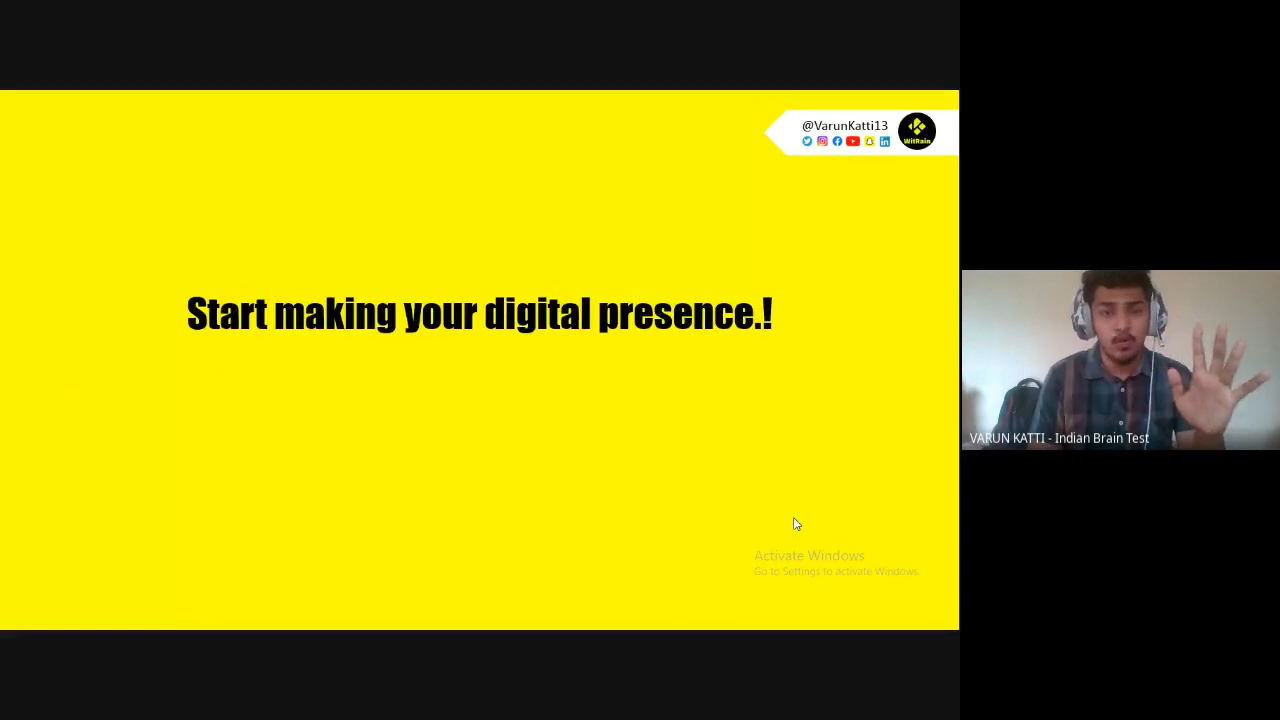 @VarunKatti13
WitRain
Start making your digital presence.!
VARUN KATTI - Indian Brain Test
Activate Windows
Go to Settings to activate Windows.